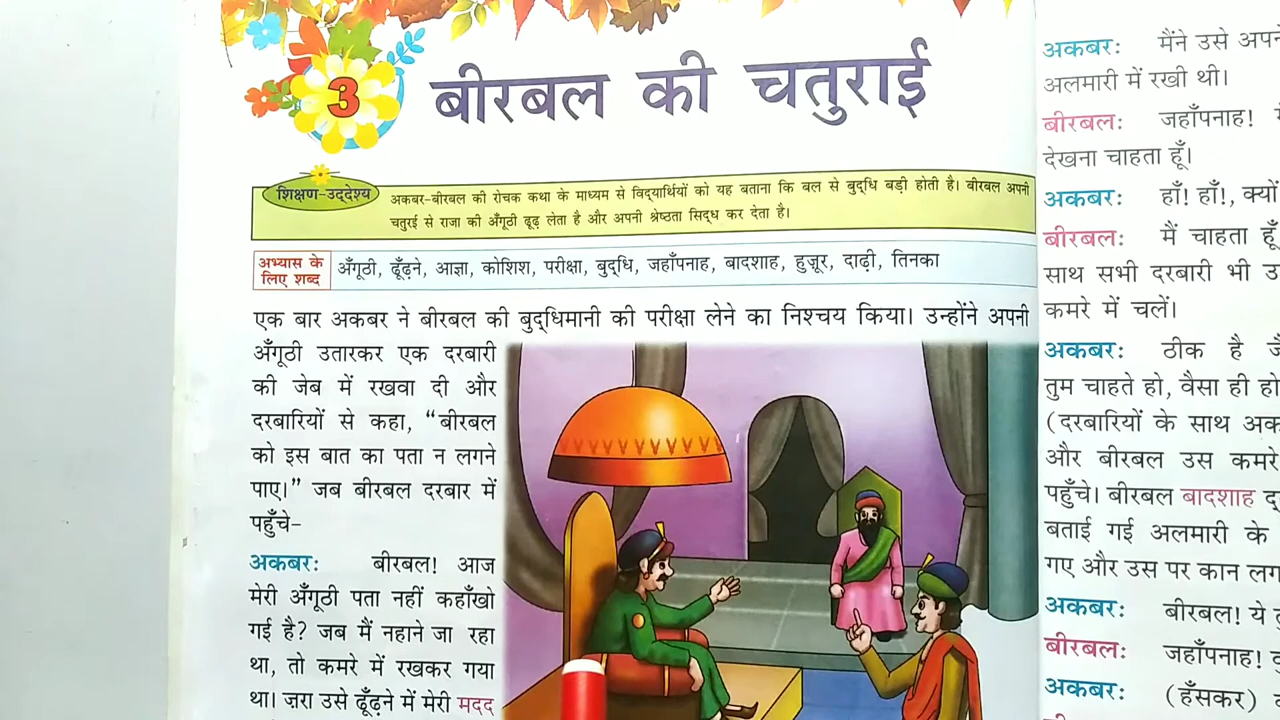 3
बीरबल की चतुराई
शिक्षण-उद्देश्य
अकबर-बीरबल की रोचक कथा के माध्यम से विद्यार्थियों को यह बताना कि बल से बुद्धि बड़ी होती है। बीरबल अपनी
चतुरई से राजा की अँगूठी ढूढ़ लेता है और अपनी श्रेष्ठता सिद्ध कर देता है।
अभ्यास के
लिए शब्द
अँगूठी, ढूँढ़ने, आज्ञा, कोशिश, परीक्षा, बुद्धि, जहाँपनाह, बादशाह, हुज़ूर, दाढ़ी, तिनका
एक बार अकबर ने बीरबल की बुद्धिमानी की परीक्षा लेने का निश्चय किया। उन्होंने अपनी
अँगूठी उतारकर एक दरबारी
की जेब में रखवा दी और
दरबारियों से कहा, “बीरबल
को इस बात का पता न लगने
पाए।” जब बीरबल दरबार में
पहुँचे-
अकबरः बीरबल! आज
मेरी अँगूठी पता नहीं कहाँखो
गई है? जब मैं नहाने जा रहा
था, तो कमरे में रखकर गया
था। ज़रा उसे ढूँढ़ने में मेरी मदद
अकबरः मैंने उसे
अलमारी में रखी थी।
बीरबलः जहाँपनाह!
देखना चाहता हूँ।
अकबरः हाँ! हाँ!, क्यों
बीरबलः मैं चाहता हूँ
साथ सभी दरबारी भी
कमरे में चलें।
अकबरः ठीक है
तुम चाहते हो, वैसा ही
(दरबारियों के साथ
और बीरबल उस कमरे
पहुँचे। बीरबल बादशाह
बताई गई अलमारी के
गए और उस पर कान
अकबरः बीरबल! ये
बीरबलः जहाँपनाह!
अकबरः (हँसकर)